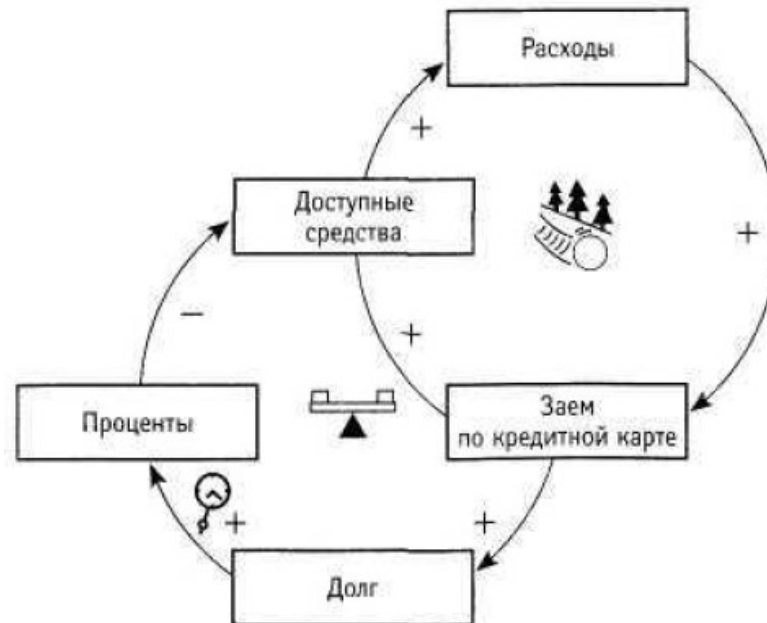 Расходы
+
Доступные
средства
+
+
−
Проценты
Заем
по кредитной карте
+
+
Долг